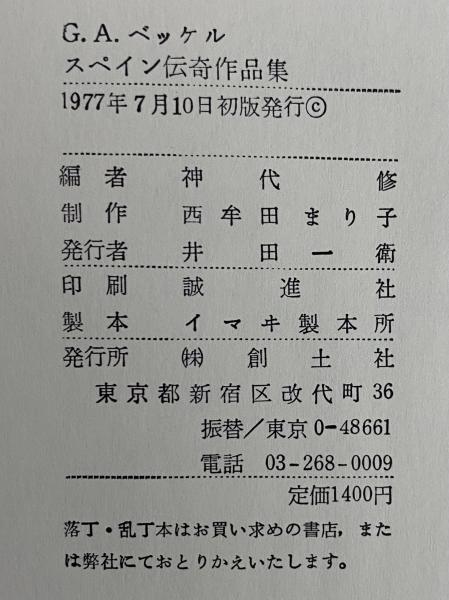 G. A. ベッケル
スペイン伝奇作品集
1977年7月10日初版発行©
編者 神代修
制作 西牟田まり子
発行者 井田一衛
印刷 誠進社
製本 イマヰ製本所
発行所 ㈱創土社
東京都新宿区改代町36
振替/東京0-48661
電話 03-268-0009
定価1400円
落丁・乱丁本はお買い求めの書店,また
は弊社にておとりかえいたします。